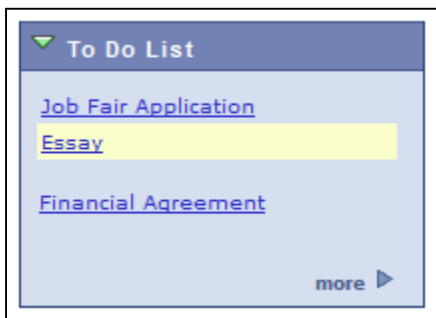 To Do List
Job Fair Application
Essay
Financial Agreement
more